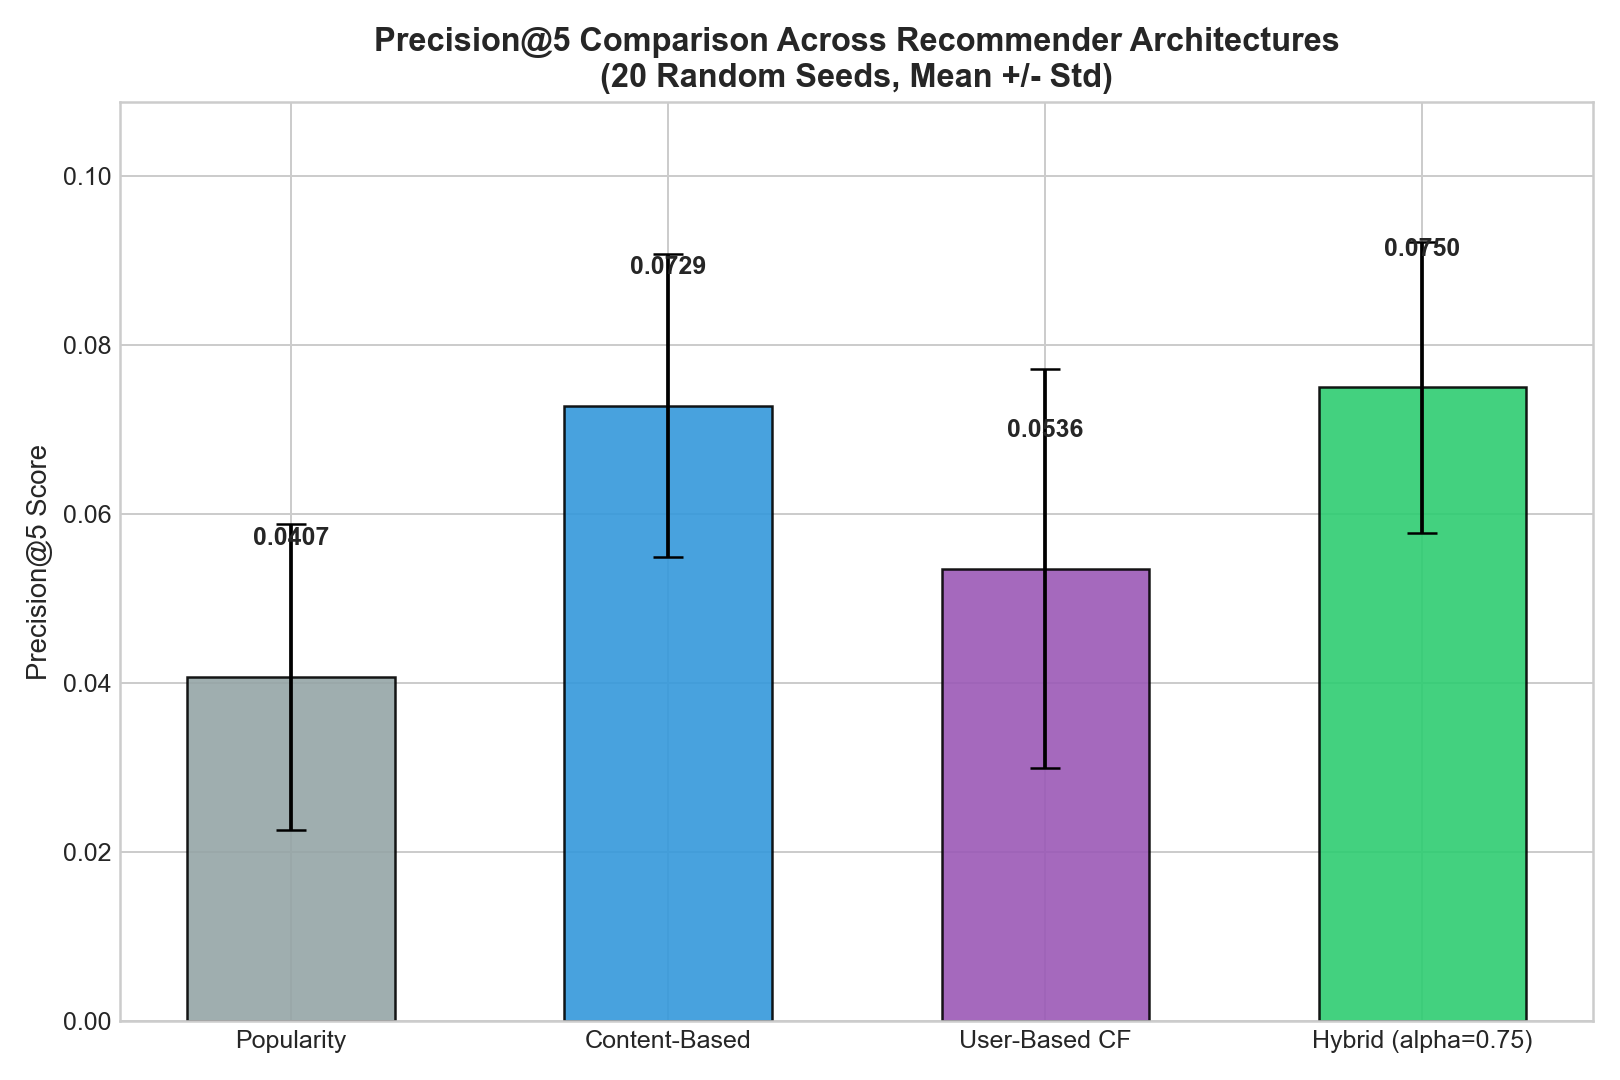 Precision@5 Comparison Across Recommender Architectures
(20 Random Seeds, Mean +/- Std)
Precision@5 Score
0.10
0.08
0.06
0.04
0.02
0.00
0.0407
0.0729
0.0536
0.0750
Popularity
Content-Based
User-Based CF
Hybrid (alpha=0.75)